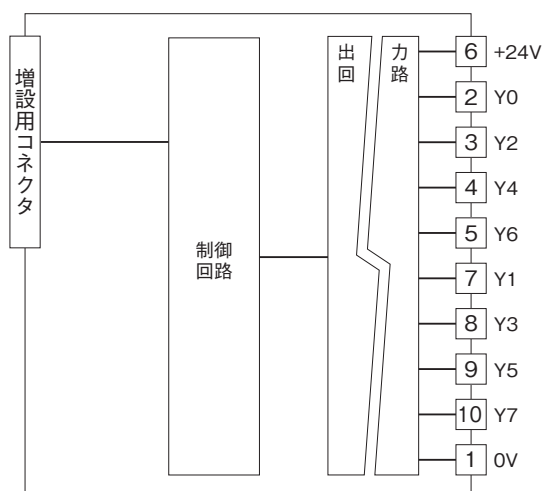 増設用コネクタ
制御
回路
出力
回路
6 +24V
2 Y0
3 Y2
4 Y4
5 Y6
7 Y1
8 Y3
9 Y5
10 Y7
1 0V